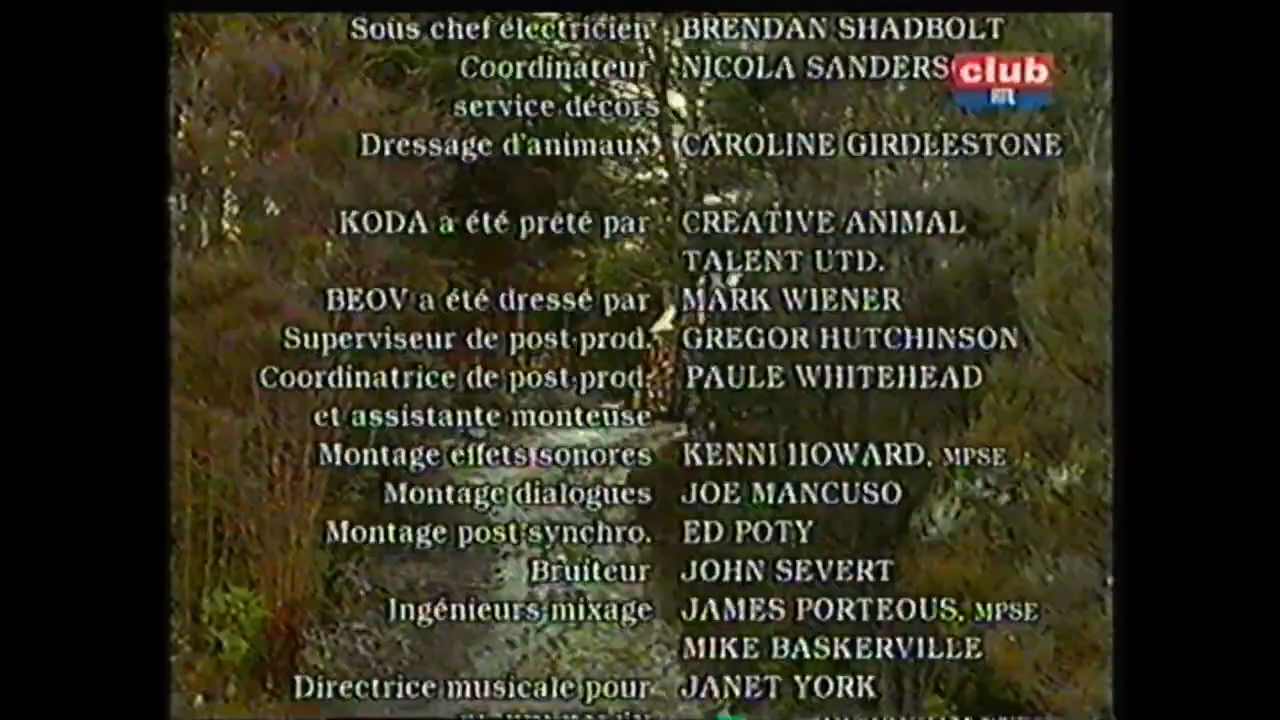 Sous chef électricien BRENDAN SHADBOLT
Coordinateur NICOLA SANDERS
club
RTL
service décors
Dressage d'animaux CAROLINE GIRDLESTONE
KODA a été prété par CREATIVE ANIMAL
TALENT UTD.
BEOV a été dressé par MARK WIENER
Superviseur de post-prod. GREGOR HUTCHINSON
Coordinatrice de post-prod. PAULE WHITEHEAD
et assistante monteuse
Montage effets sonores KENNI HOWARD, MPSE
Montage dialogues JOE MANCUSO
Montage post synchro. ED POTY
Bruiteur JOHN SEVERT
Ingénieurs mixage JAMES PORTEOUS, MPSE
MIKE BASKERVILLE
Directrice musicale pour JANET YORK